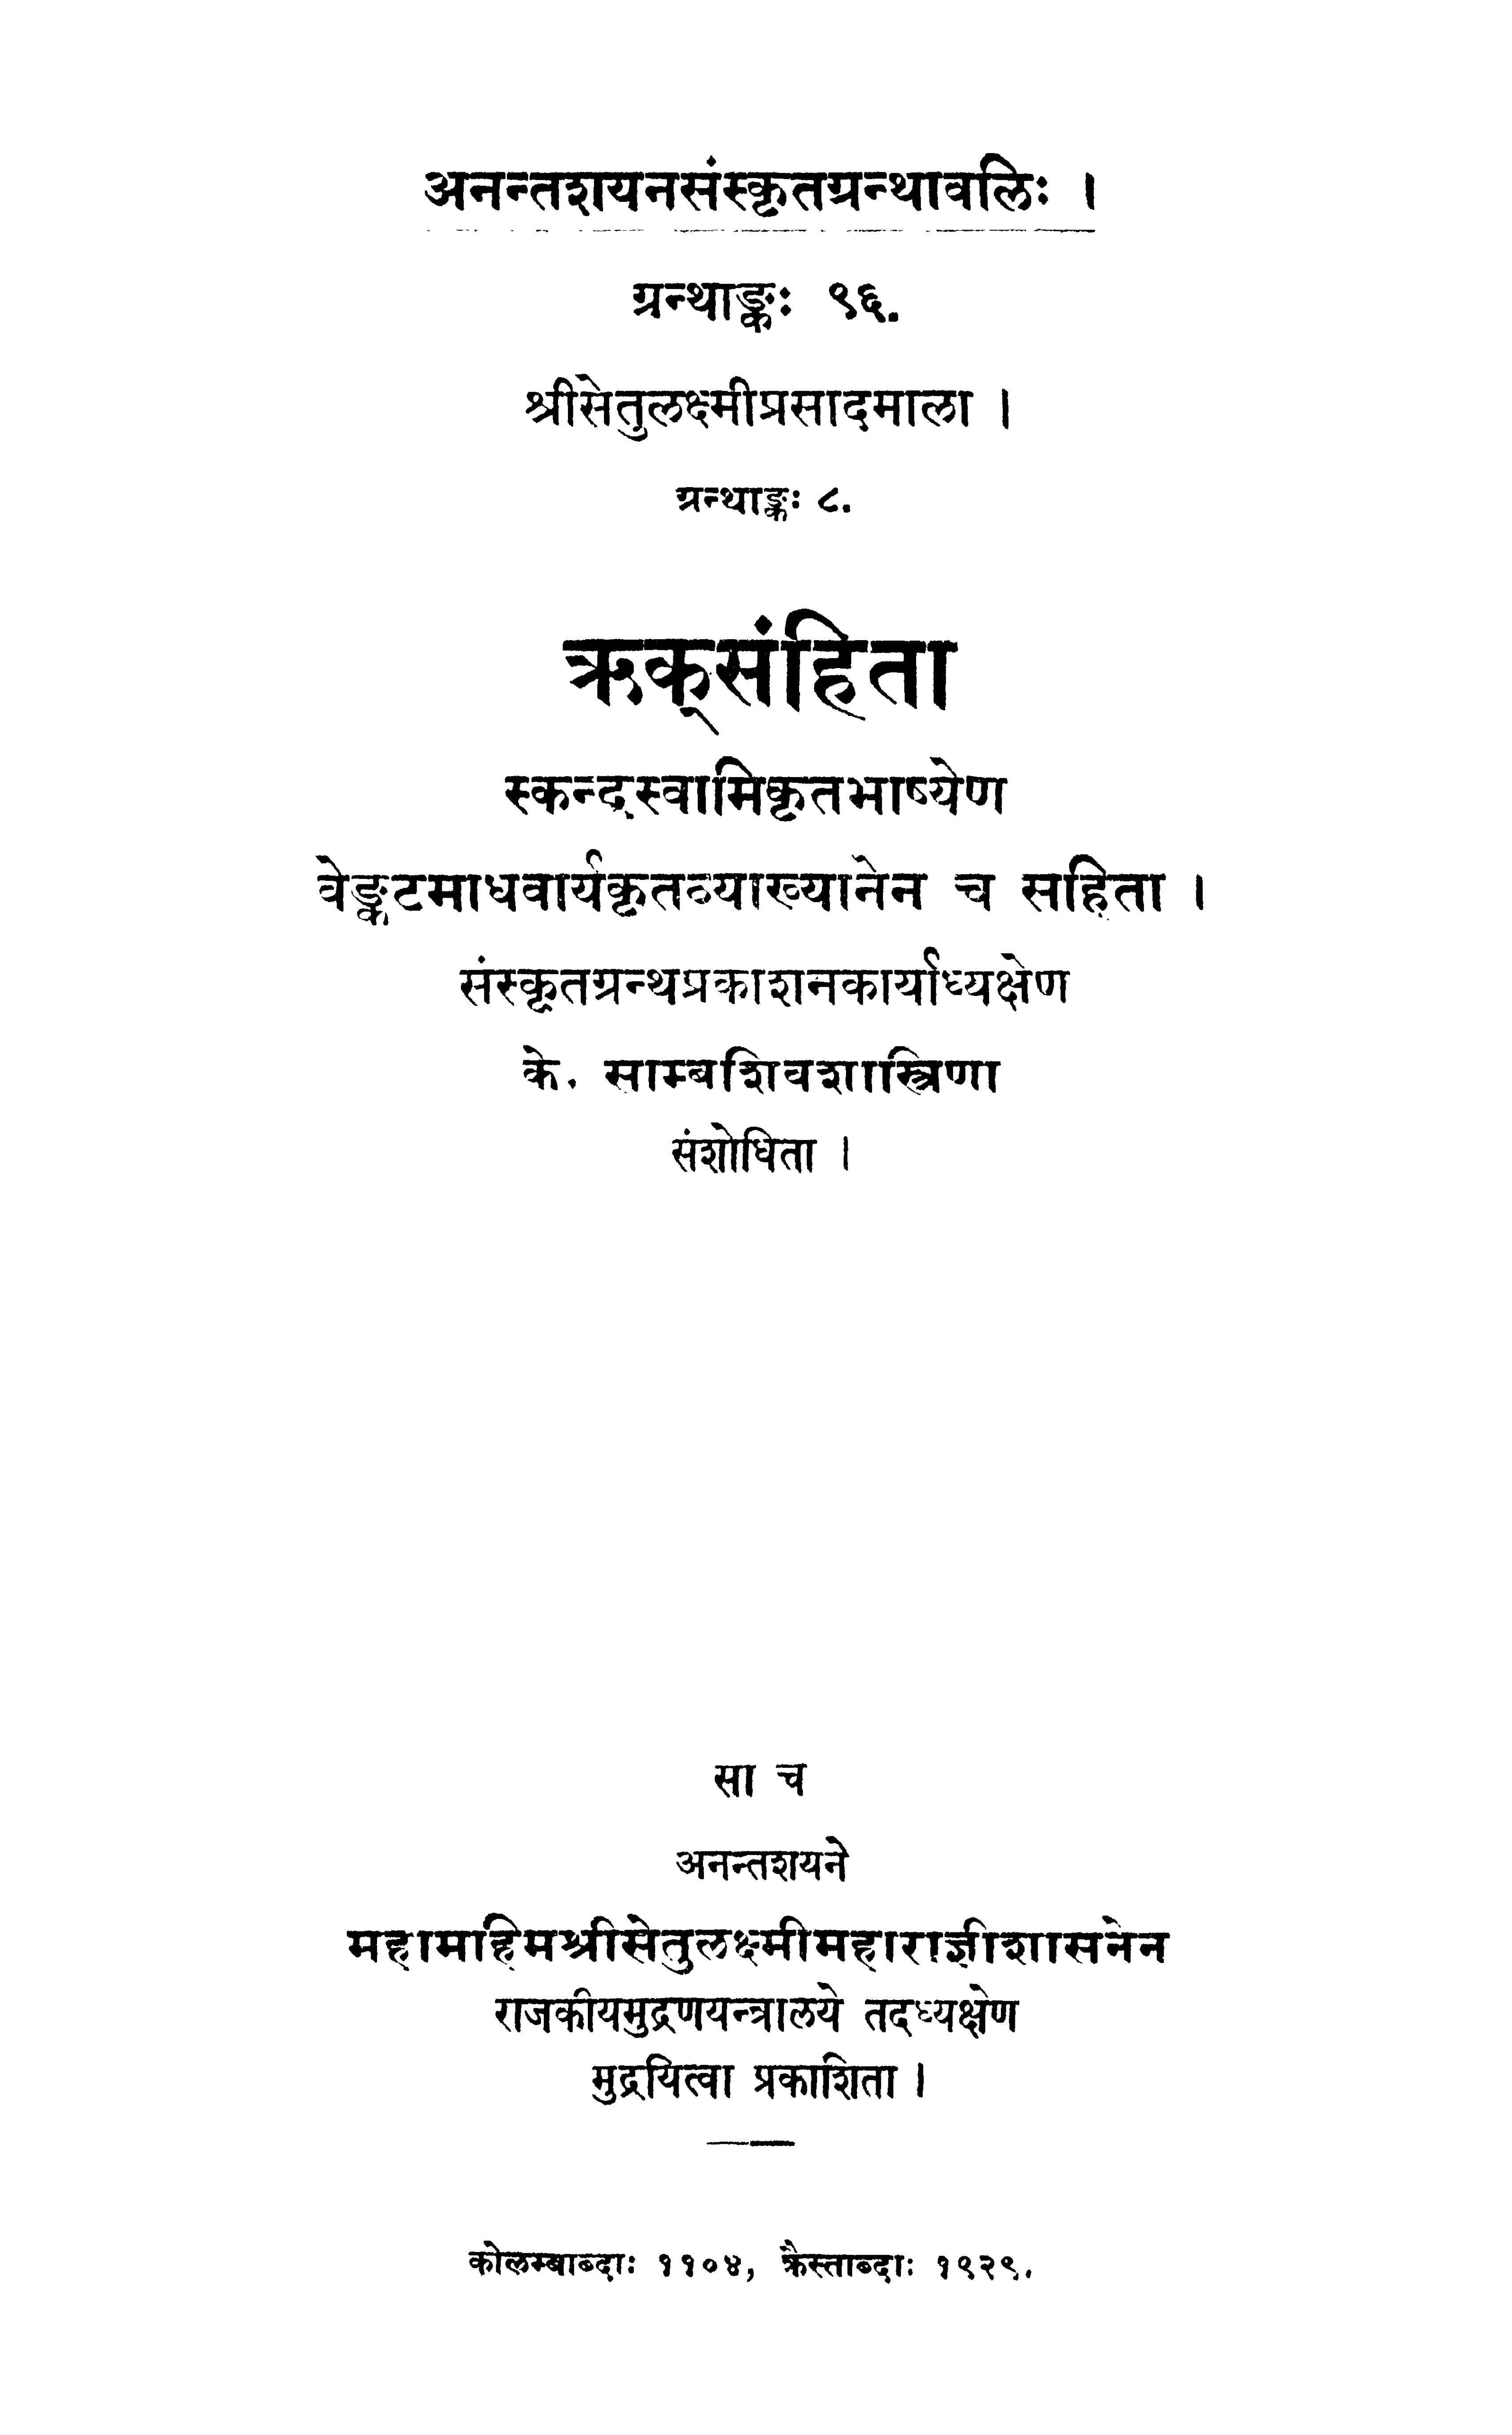 अनन्तशयनसंस्कृतग्रन्थावलिः ।
ग्रन्थाङ्कः ९६.
श्रीसेतुलक्ष्मीप्रसादमाला ।
ग्रन्थाङ्कः ८.
ऋक्संहिता
स्कन्दस्वामिकृतभाष्येण
वेङ्कटमाधवार्यकृतव्याख्यानेन च सहिता ।
संस्कृतग्रन्थप्रकाशनकार्याध्यक्षेण
के. साम्बशिवशास्त्रिणा
संशोधिता ।
सा च
अनन्तशयने
महामहिमश्रीसेतुलक्ष्मीमहाराज्ञीशासनेन
राजकीयमुद्रणयन्त्रालये तदध्यक्षेण
मुद्रयित्वा प्रकाशिता ।
कोलम्बाब्दाः ११०४, क्रैस्ताब्दाः १९२९.